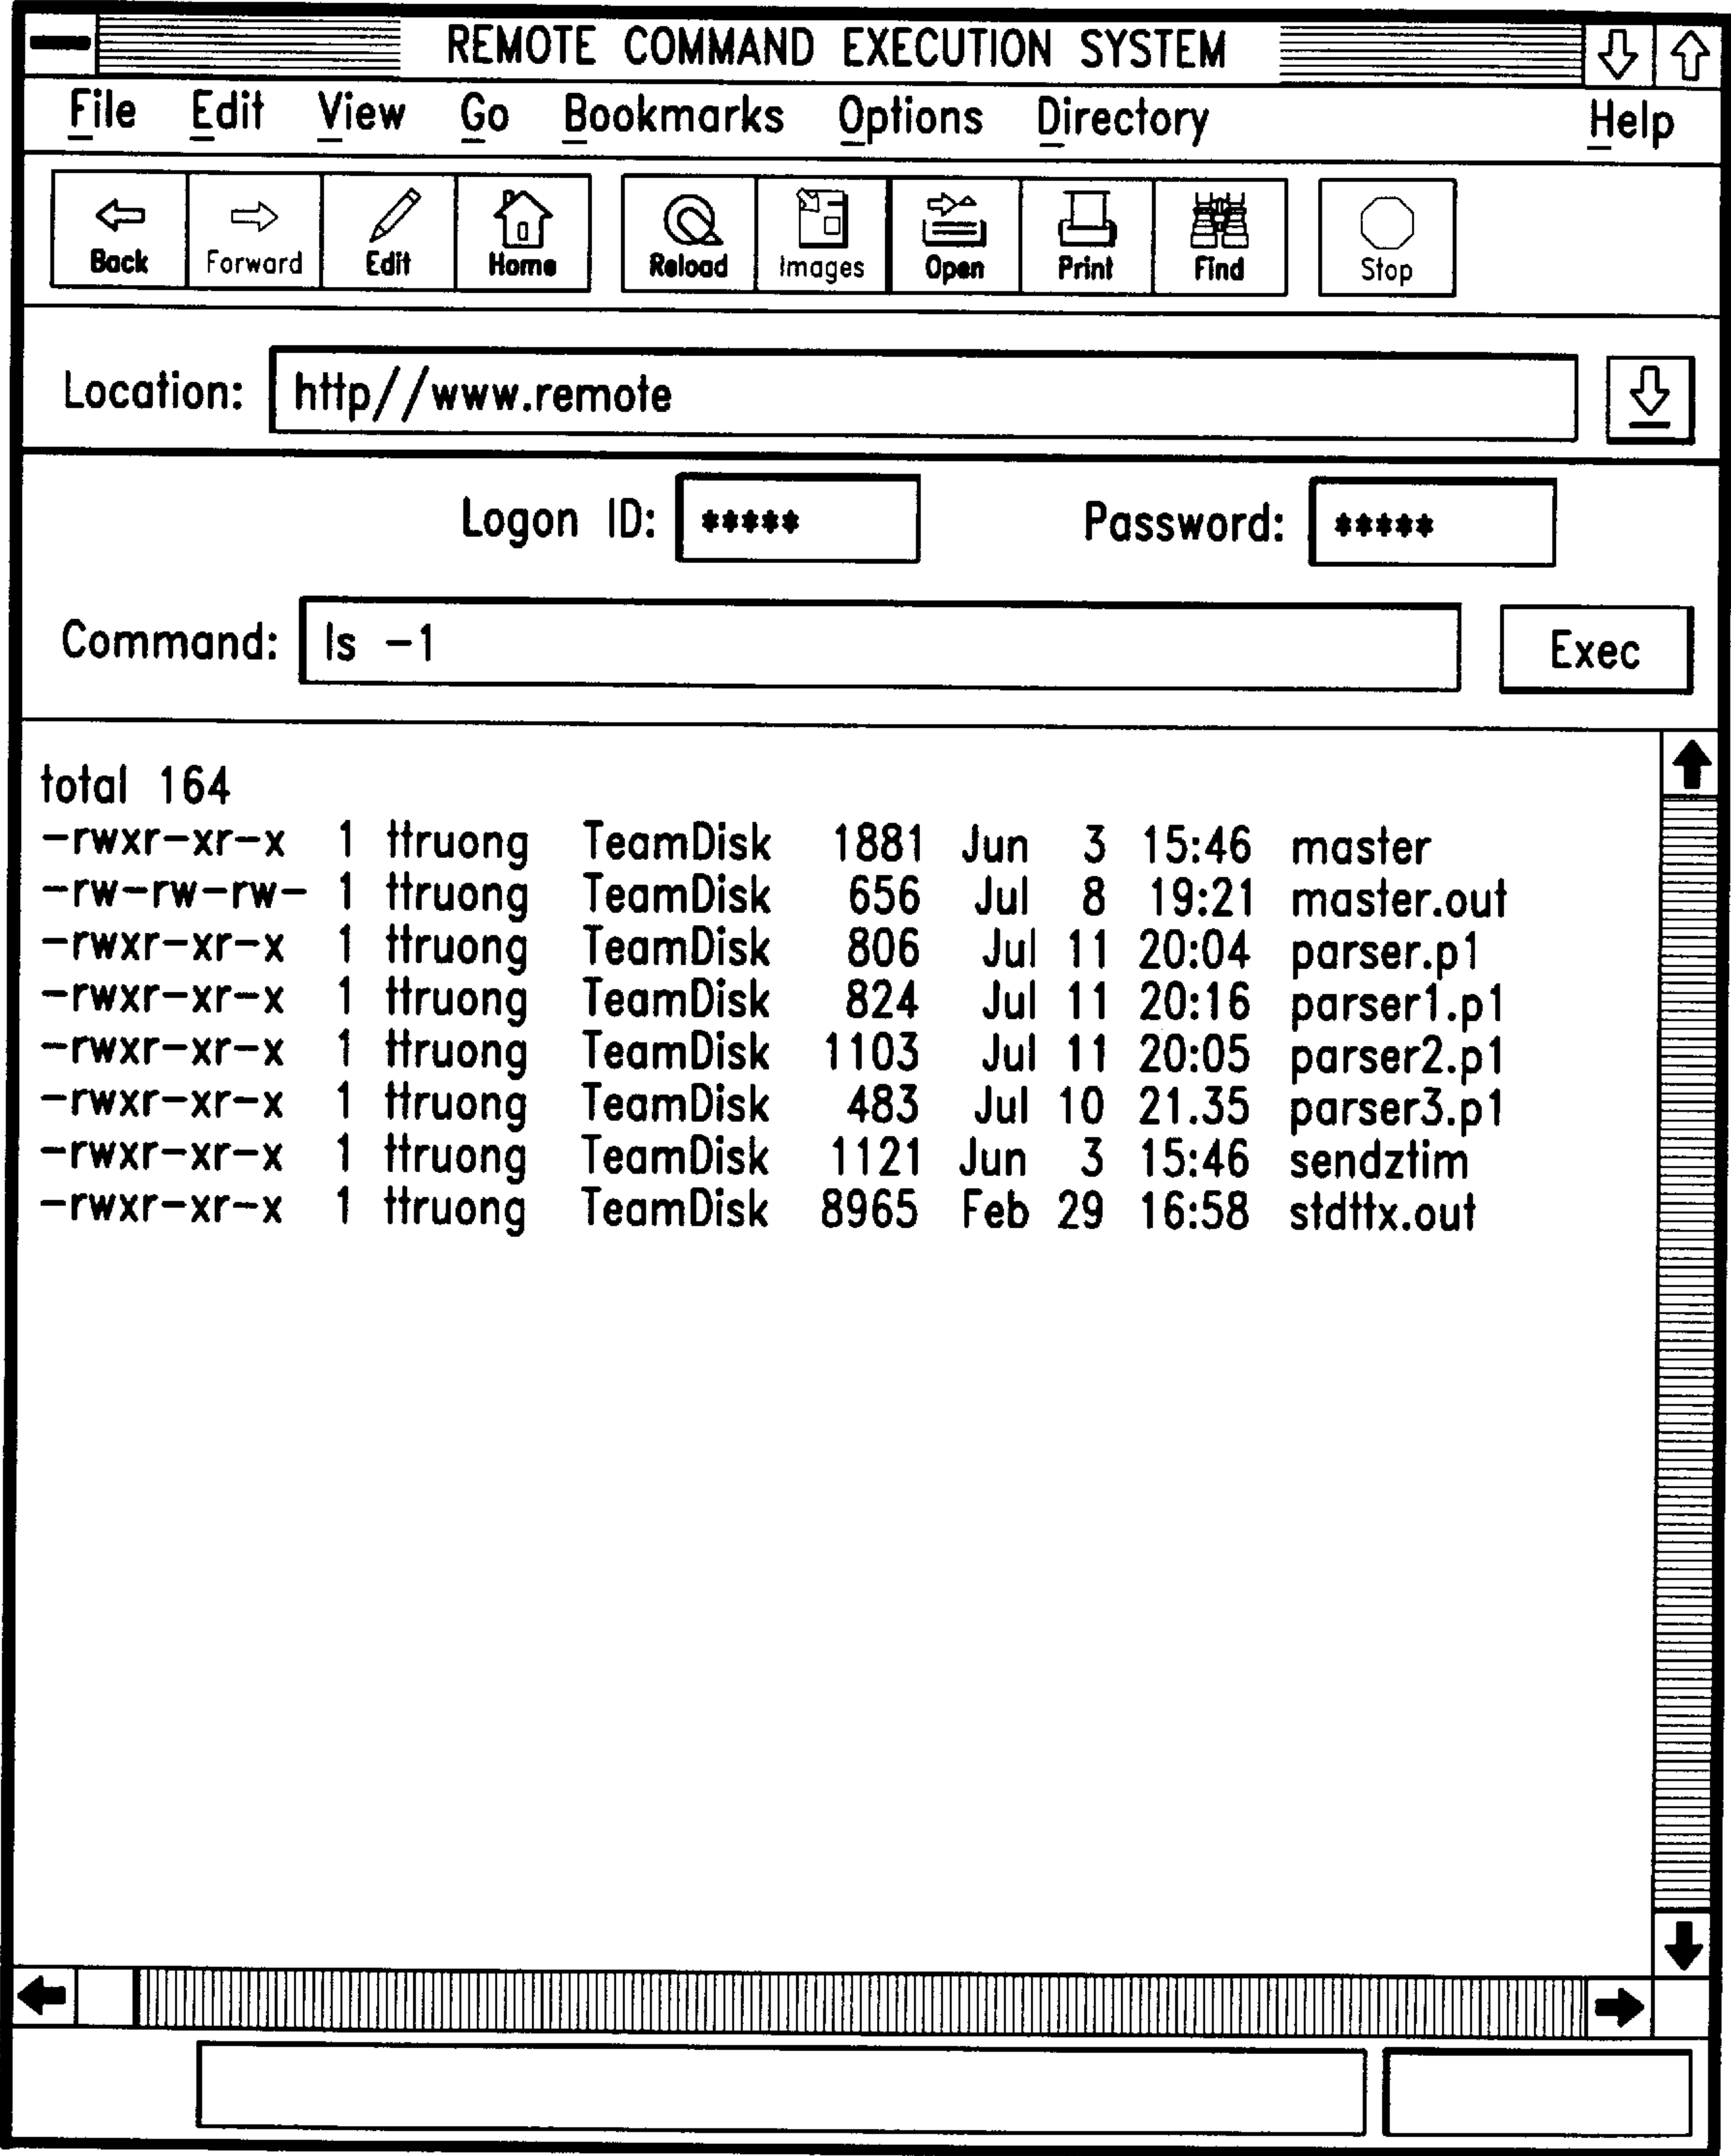 REMOTE COMMAND EXECUTION SYSTEM
File Edit View Go Bookmarks Options Directory Help
Back Forward Edit Home Reload Images Open Print Find Stop
Location: http//www.remote
Logon ID: ***** Password: *****
Command: ls -1 Exec
total 164
-rwxr-xr-x 1 ttruong TeamDisk 1881 Jun 3 15:46 master
-rw-rw-rw- 1 ttruong TeamDisk 656 Jul 8 19:21 master.out
-rwxr-xr-x 1 ttruong TeamDisk 806 Jul 11 20:04 parser.p1
-rwxr-xr-x 1 ttruong TeamDisk 824 Jul 11 20:16 parser1.p1
-rwxr-xr-x 1 ttruong TeamDisk 1103 Jul 11 20:05 parser2.p1
-rwxr-xr-x 1 ttruong TeamDisk 483 Jul 10 21.35 parser3.p1
-rwxr-xr-x 1 ttruong TeamDisk 1121 Jun 3 15:46 sendztim
-rwxr-xr-x 1 ttruong TeamDisk 8965 Feb 29 16:58 stdttx.out